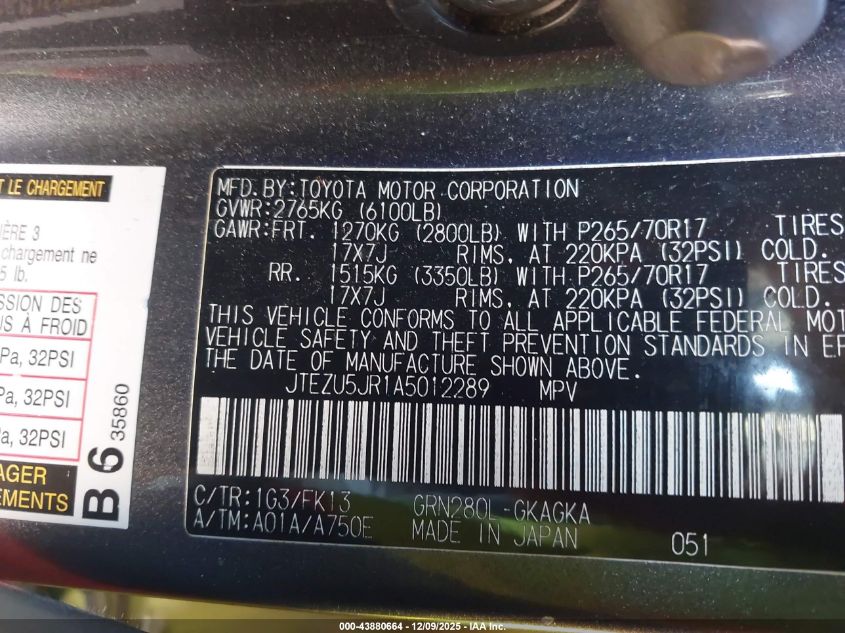 T LE CHARGEMENT
IÈRE 3
chargement ne
5 lb.
SSION DES
US À FROID
Pa, 32PSI
Pa, 32PSI
Pa, 32PSI
AGER
EMENTS
B6
35860
MFD.BY:TOYOTA MOTOR CORPORATION
GVWR:2765KG (6100LB)
GAWR:FRT. 1270KG (2800LB) WITH P265/70R17 TIRES
17X7J RIMS, AT 220KPA (32PSI) COLD.
RR. 1515KG (3350LB) WITH P265/70R17 TIRES
17X7J RIMS, AT 220KPA (32PSI) COLD.
THIS VEHICLE CONFORMS TO ALL APPLICABLE FEDERAL MOT
VEHICLE SAFETY AND THEFT PREVENTION STANDARDS IN EF
THE DATE OF MANUFACTURE SHOWN ABOVE.
JTEZU5JR1A5012289 MPV
C/TR:1G3/FK13 GRN280L-GKAGKA
A/TM:A01A/A750E MADE IN JAPAN 051
000-43880664 - 12/09/2025 - IAA Inc.